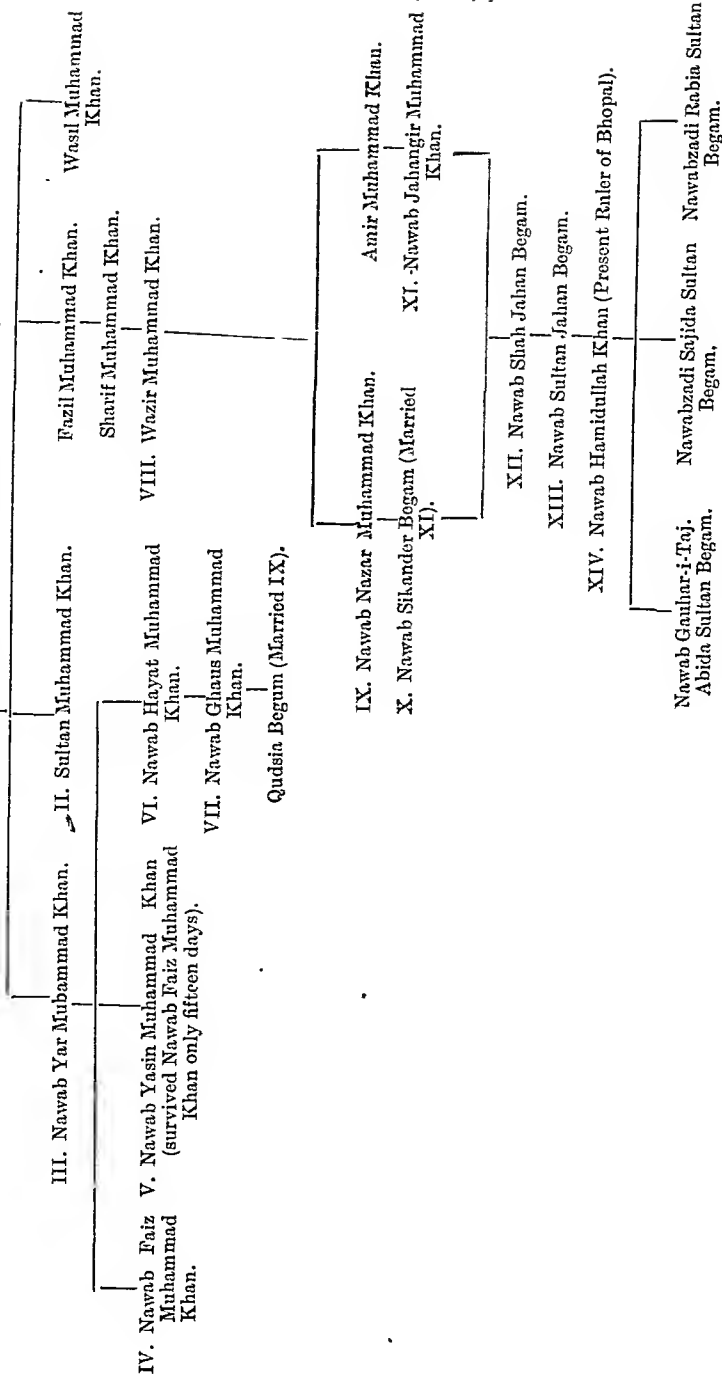 III. Nawab Yar Muhammad Khan.
II. Sultan Muhammad Khan.
Fazil Muhammad Khan.
Wasil Muhammad
Khan.
Sharif Muhammad Khan.
IV. Nawab Faiz
Muhammad
Khan.
V. Nawab Yasin Muhammad Khan
(survived Nawab Faiz Muhammad
Khan only fifteen days).
VI. Nawab Hayat Muhammad
Khan.
VIII. Wazir Muhammad Khan.
VII. Nawab Ghaus Muhammad
Khan.
Qudsia Begum (Married IX).
IX. Nawab Nazar Muhammad Khan.
Amir Muhammad Khan.
X. Nawab Sikander Begam (Married
XI).
XI. Nawab Jahangir Muhammad
Khan.
XII. Nawab Shah Jahan Begam.
XIII. Nawab Sultan Jahan Begam.
XIV. Nawab Hamidullah Khan (Present Ruler of Bhopal).
Nawab Gauhar-i-Taj.
Abida Sultan Begam.
Nawabzadi Sajida Sultan
Begam.
Nawabzadi Rabia Sultan
Begam.